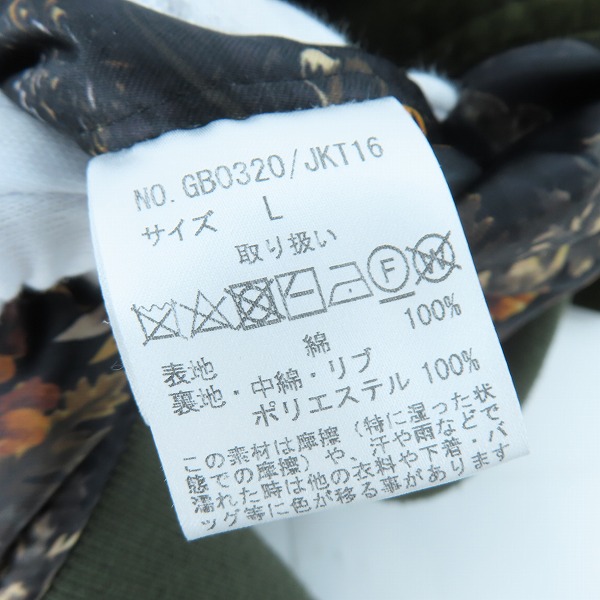 NO.GB0320/JKT16
サイズ L
取り扱い
F W
表地 綿 100%
裏地・中綿・リブ
ポリエステル 100%
この素材は摩擦（特に湿った状
態での摩擦）や、汗や雨などで
濡れた時は他の衣料や下着・バ
ッグ等に色が移る事があります